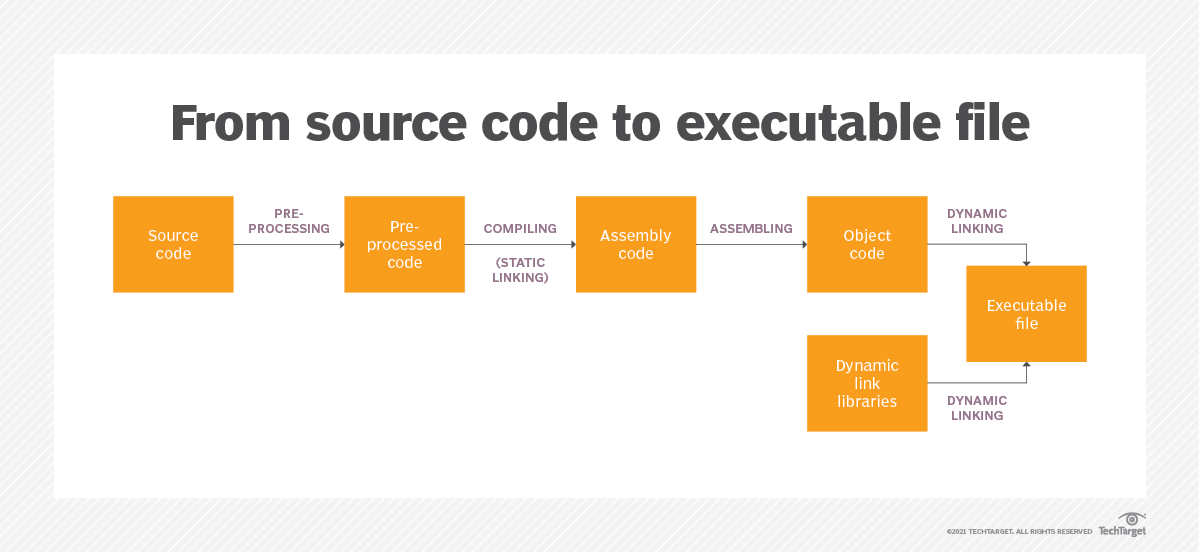 From source code to executable file
Source
code
PRE-
PROCESSING
Pre-
processed
code
COMPILING
(STATIC
LINKING)
Assembly
code
ASSEMBLING
Object
code
DYNAMIC
LINKING
Executable
file
Dynamic
link
libraries
DYNAMIC
LINKING
©2021 TECHTARGET. ALL RIGHTS RESERVED
TechTarget